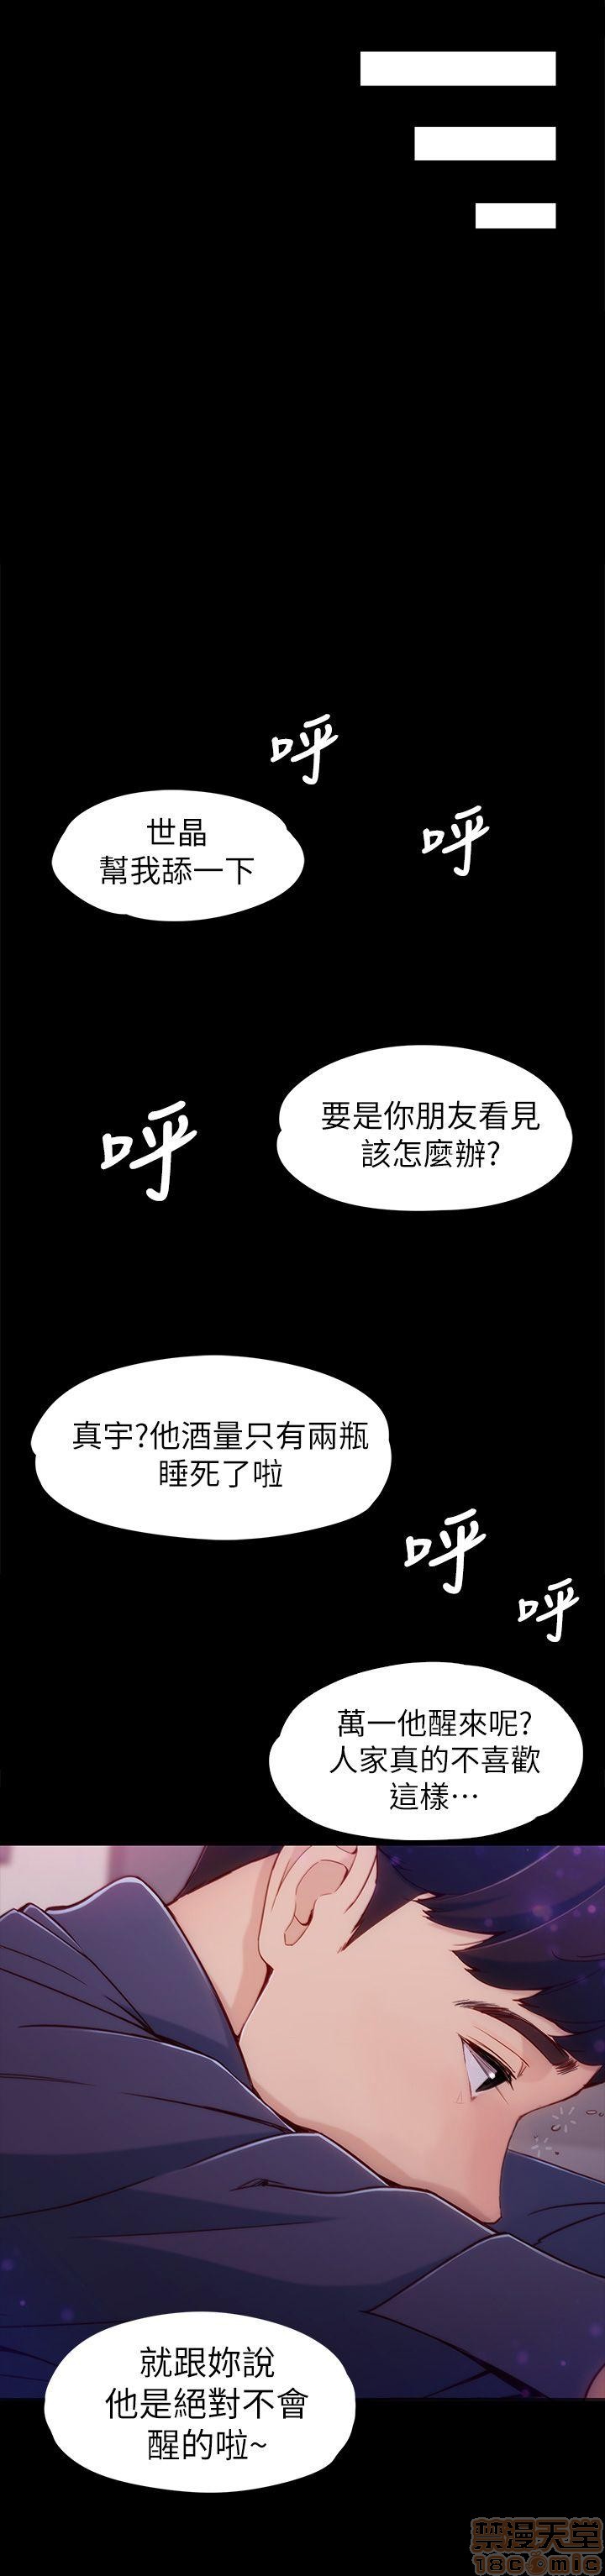 呼
世晶
幫我舔一下
呼
要是你朋友看見
該怎麼辦?
呼
真宇?他酒量只有兩瓶
睡死了啦
呼
呼
萬一他醒來呢?
人家真的不喜歡
這樣…
就跟妳說
他是絕對不會
醒的啦~
禁漫天堂
18COMIC